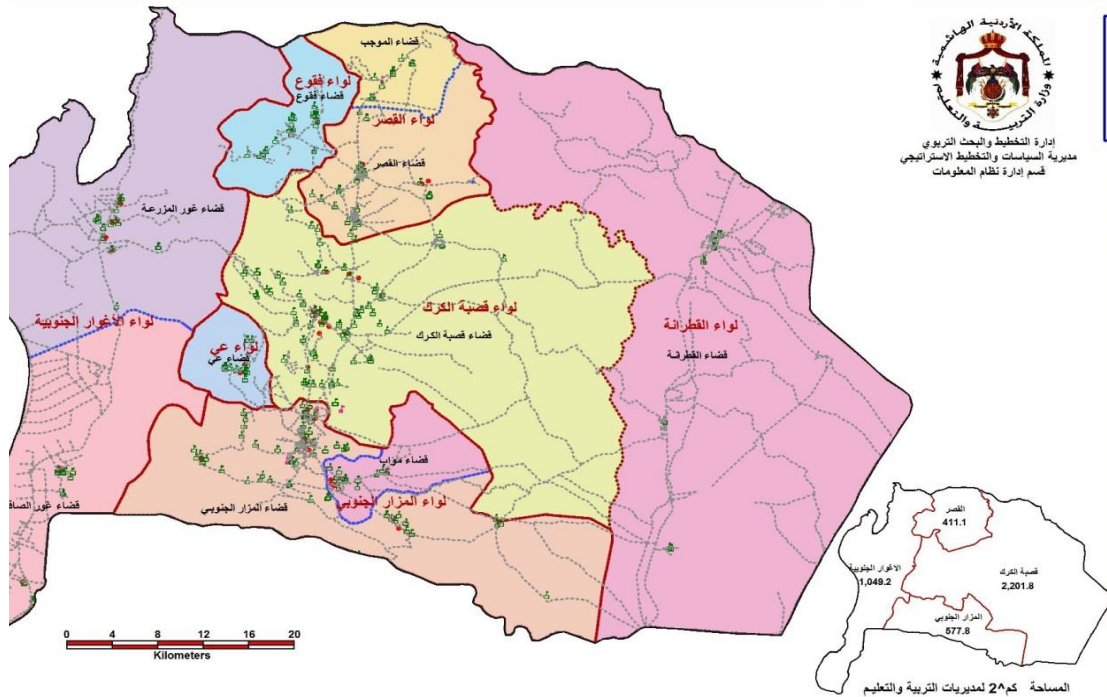 المملكة الأردنية الهاشمية
وزارة التربية والتعليم
إدارة التخطيط والبحث التربوي
مديرية السياسات والتخطيط الاستراتيجي
قسم إدارة نظام المعلومات
قضاء الموجب
لواء فقوع
قضاء فقوع
لواء القصر
قضاء القصر
قضاء غور المزرعة
لواء الأغوار الجنوبية
لواء قصبة الكرك
قضاء قصبة الكرك
لواء القطرانة
قضاء القطرانة
لواء عي
قضاء عي
قضاء مواب
لواء المزار الجنوبي
قضاء المزار الجنوبي
قضاء غور الصاف
0 4 8 12 16 20
Kilometers
القصر
411.1
الاغوار الجنوبية
1,049.2
قصبة الكرك
2,201.8
المزار الجنوبي
577.8
المساحة كم^2 لمديريات التربية والتعليم